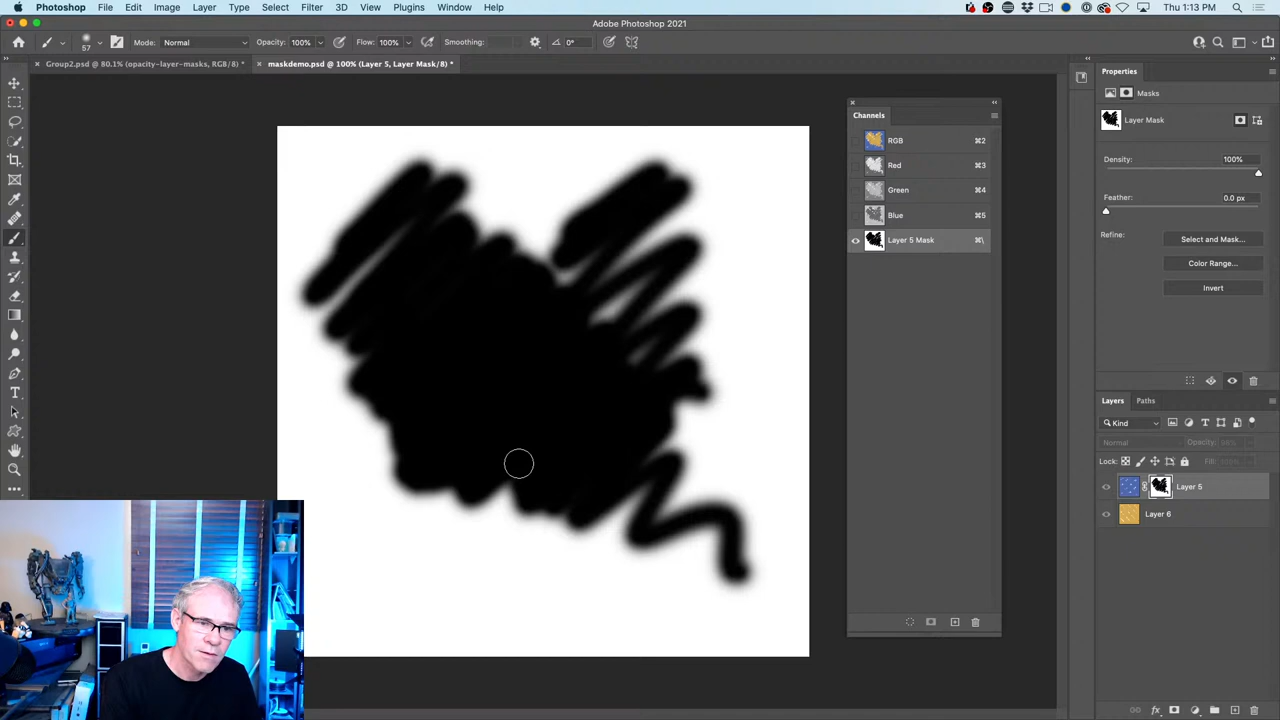 Photoshop File Edit Image Layer Type Select Filter 3D View Plugins Window Help Thu 1:13 PM
Adobe Photoshop 2021
57 Mode: Normal Opacity: 100% Flow: 100% Smoothing: 0°
Group2.psd @ 80.1% (opacity-layer-masks, RGB/8) * maskdemo.psd @ 100% (Layer 5, Layer Mask/8) *
Properties
Masks
Layer Mask
Density: 100%
Feather: 0.0 px
Refine: Select and Mask...
Color Range...
Invert
Channels
RGB ⌘2
Red ⌘3
Green ⌘4
Blue ⌘5
Layer 5 Mask ⌘\
Layers Paths
Kind
Normal Opacity:
Lock: Fill:
Layer 5
Layer 6